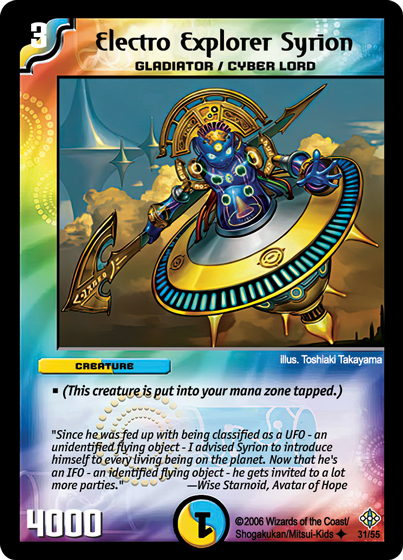 3
Electro Explorer Syrion
GLADIATOR / CYBER LORD
illus. Toshiaki Takayama
CREATURE
▪ (This creature is put into your mana zone tapped.)
"Since he was fed up with being classified as a UFO - an
unidentified flying object - I advised Syrion to introduce
himself to every living being on the planet. Now that he's
an IFO - an identified flying object - he gets invited to a lot
more parties." —Wise Starnoid, Avatar of Hope
4000
1
©2006 Wizards of the Coast/
Shogakukan/Mitsui-Kids ✦ 31/55